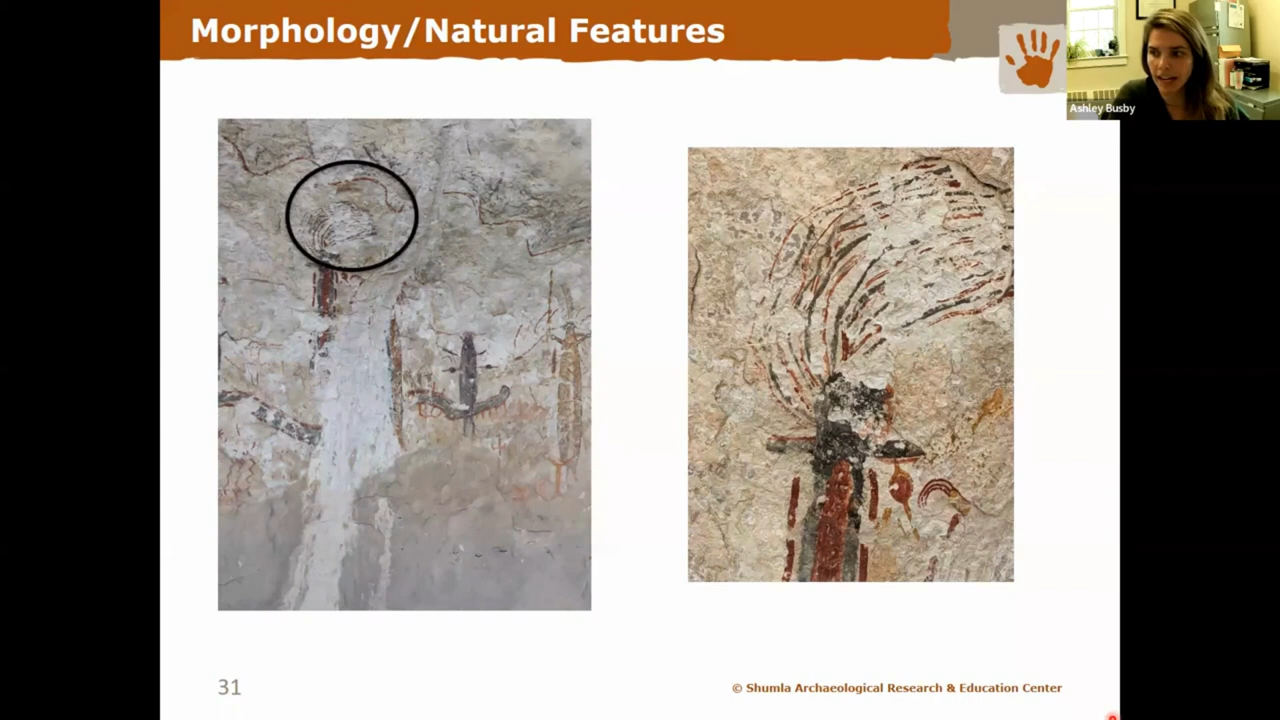 Morphology/Natural Features
Ashley Busby
31
© Shumla Archaeological Research & Education Center